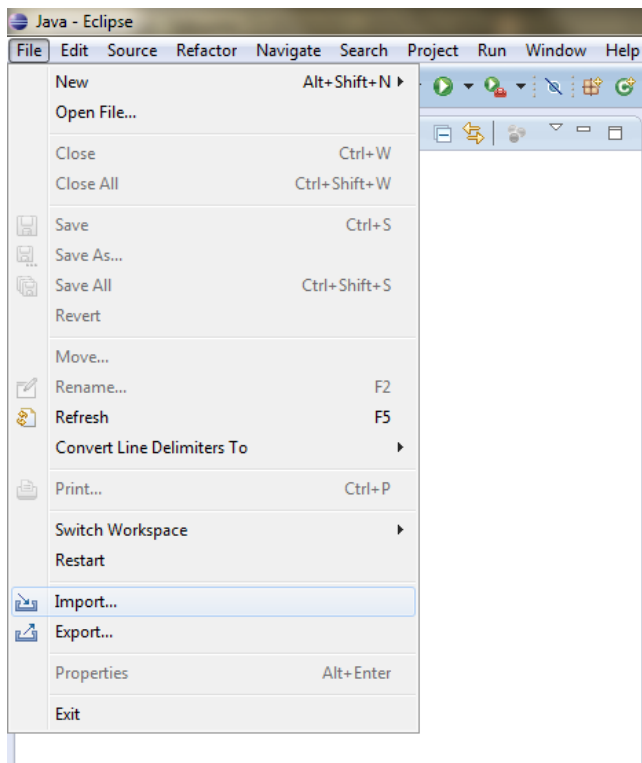 Java - Eclipse
File Edit Source Refactor Navigate Search Project Run Window Help
New Alt+Shift+N
Open File...
Close Ctrl+W
Close All Ctrl+Shift+W
Save Ctrl+S
Save As...
Save All Ctrl+Shift+S
Revert
Move...
Rename... F2
Refresh F5
Convert Line Delimiters To
Print... Ctrl+P
Switch Workspace
Restart
Import...
Export...
Properties Alt+Enter
Exit